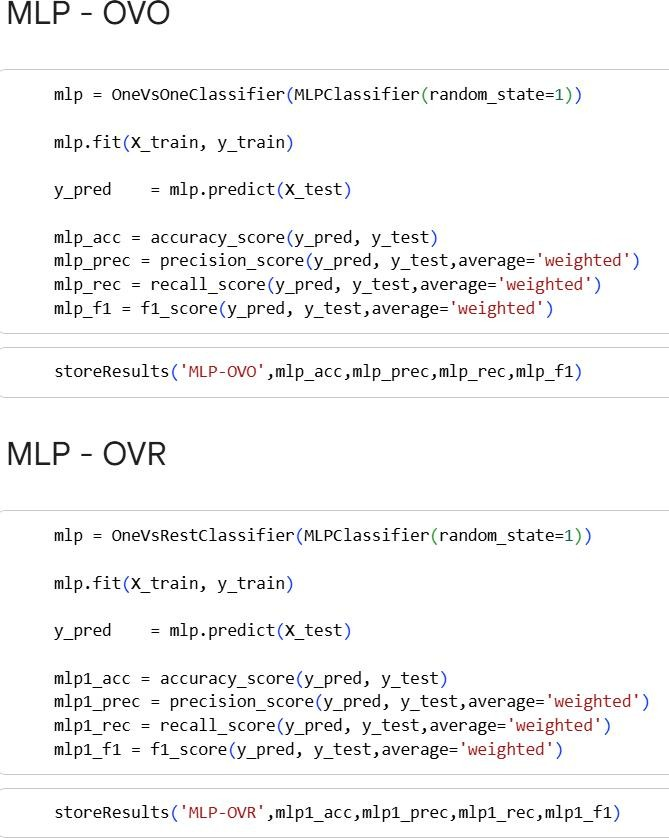 MLP - OVO
mlp = OneVsOneClassifier(MLPClassifier(random_state=1))
mlp.fit(X_train, y_train)
y_pred    = mlp.predict(X_test)
mlp_acc = accuracy_score(y_pred, y_test)
mlp_prec = precision_score(y_pred, y_test,average='weighted')
mlp_rec = recall_score(y_pred, y_test,average='weighted')
mlp_f1 = f1_score(y_pred, y_test,average='weighted')
storeResults('MLP-OVO',mlp_acc,mlp_prec,mlp_rec,mlp_f1)
MLP - OVR
mlp = OneVsRestClassifier(MLPClassifier(random_state=1))
mlp.fit(X_train, y_train)
y_pred    = mlp.predict(X_test)
mlp1_acc = accuracy_score(y_pred, y_test)
mlp1_prec = precision_score(y_pred, y_test,average='weighted')
mlp1_rec = recall_score(y_pred, y_test,average='weighted')
mlp1_f1 = f1_score(y_pred, y_test,average='weighted')
storeResults('MLP-OVR',mlp1_acc,mlp1_prec,mlp1_rec,mlp1_f1)